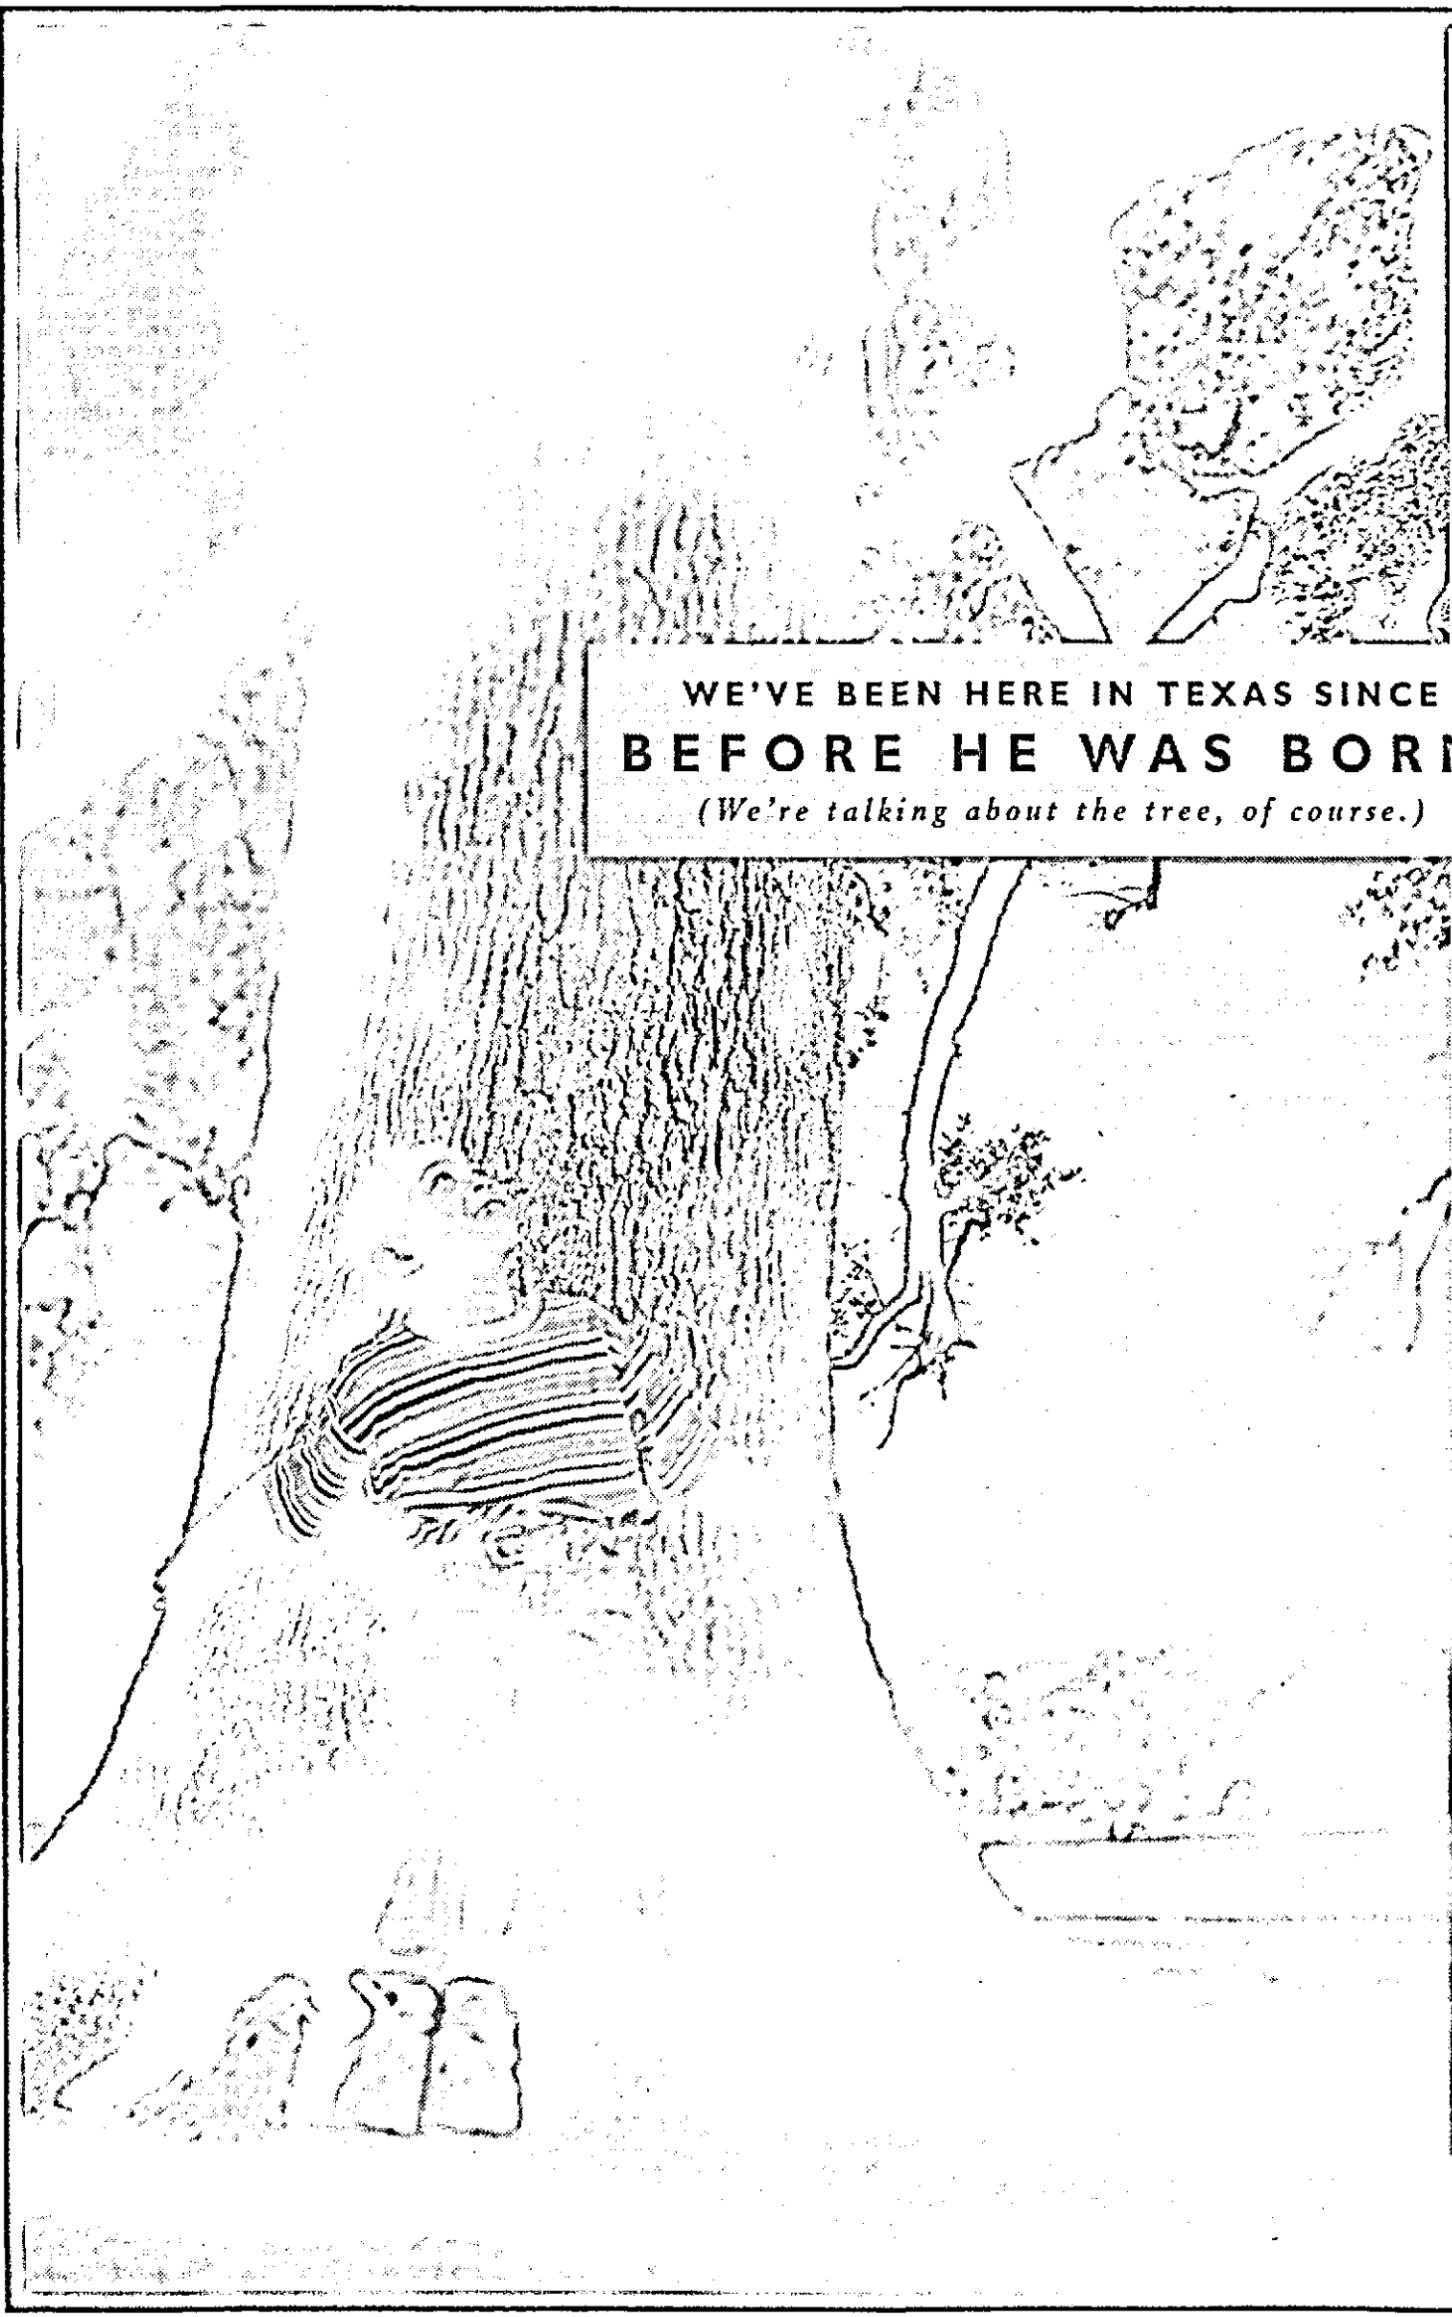 WE'VE BEEN HERE IN TEXAS SINCE
BEFORE HE WAS BORN
(We're talking about the tree, of course.)